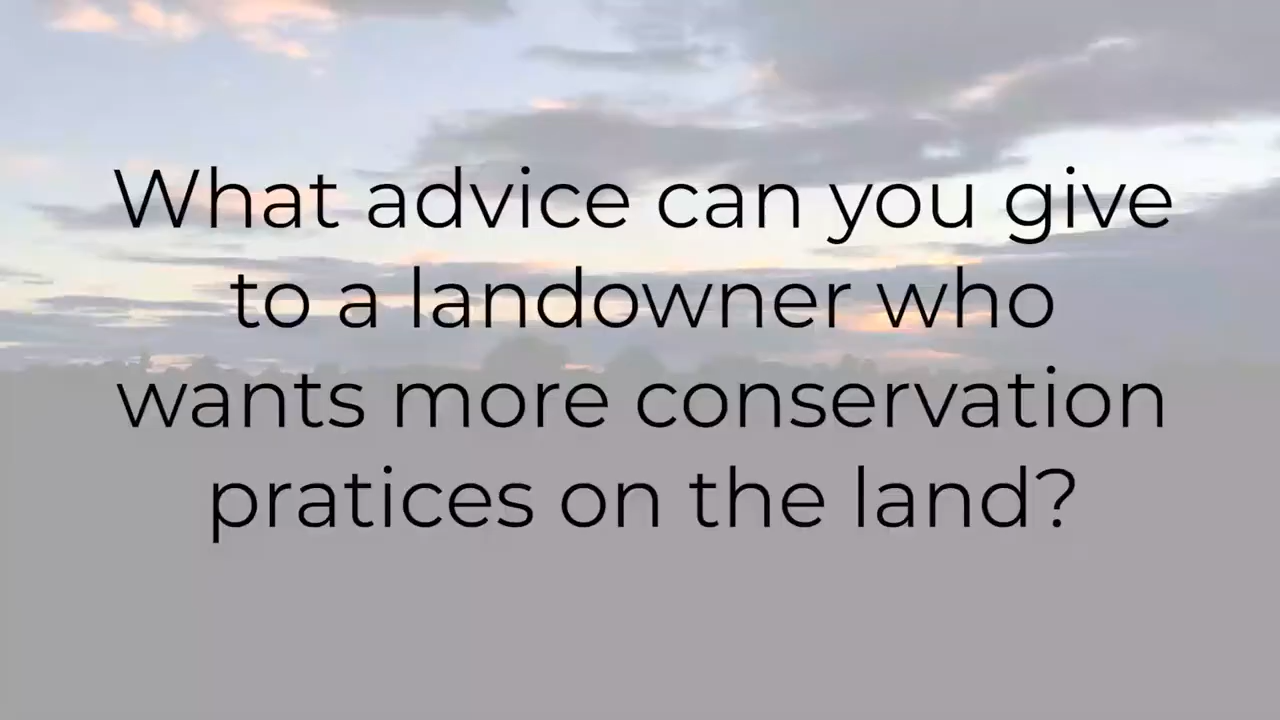 What advice can you give
to a landowner who
wants more conservation
pratices on the land?